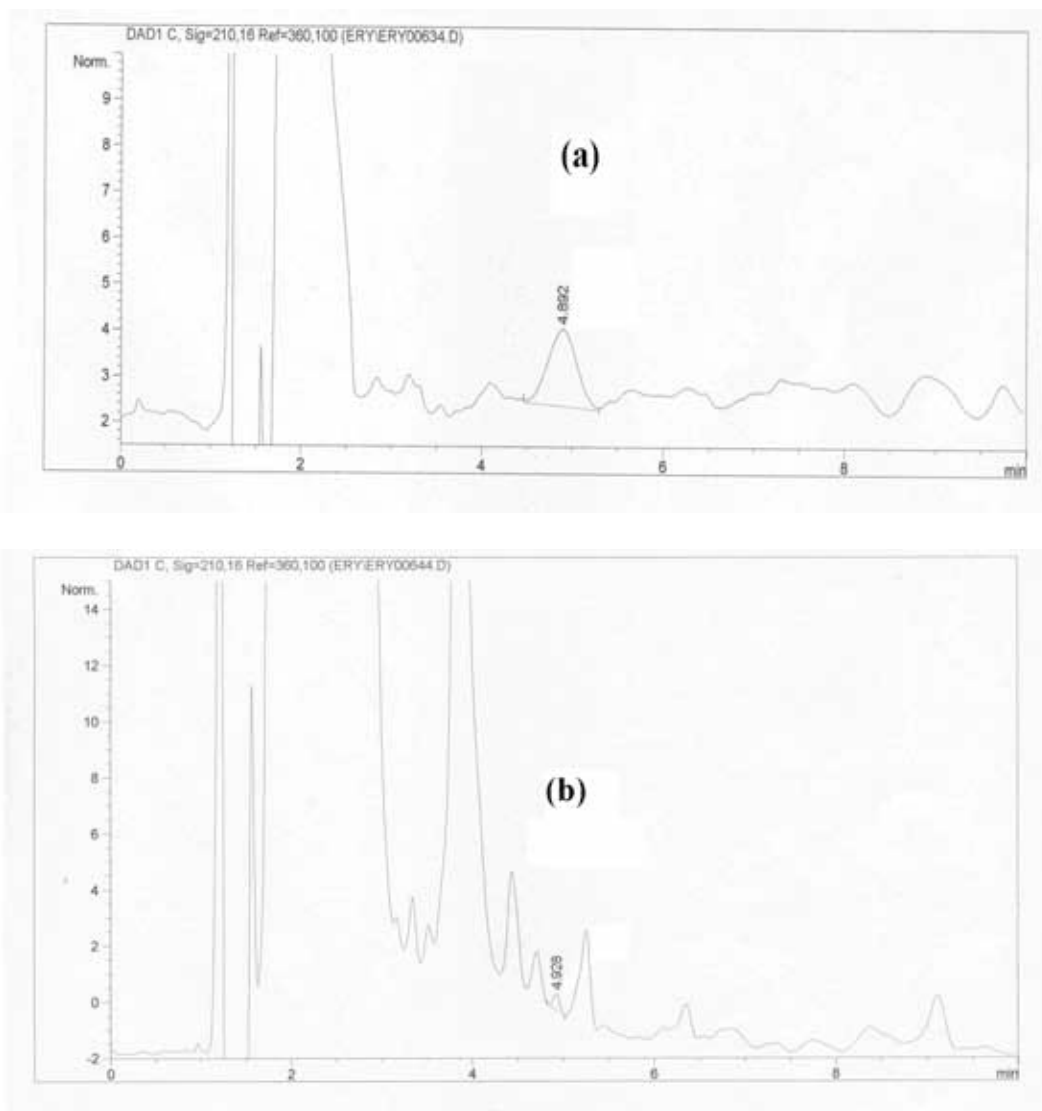 DAD1 C, Sig=210,16 Ref=360,100 (ERY\ERY00634.D)
Norm.
9
8
7
6
5
4
3
2
(a)
4.892
0 2 4 6 8 min
DAD1 C, Sig=210,16 Ref=360,100 (ERY\ERY00644.D)
Norm.
14
12
10
8
6
4
2
0
-2
(b)
4.928
0 2 4 6 8 min